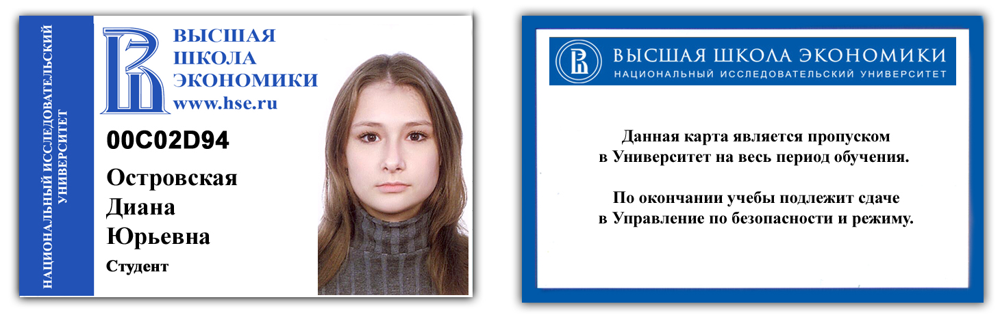 НАЦИОНАЛЬНЫЙ ИССЛЕДОВАТЕЛЬСКИЙ
УНИВЕРСИТЕТ
ВЫСШАЯ
ШКОЛА
ЭКОНОМИКИ
www.hse.ru
00C02D94
Островская
Диана
Юрьевна
Студент
ВЫСШАЯ ШКОЛА ЭКОНОМИКИ
НАЦИОНАЛЬНЫЙ ИССЛЕДОВАТЕЛЬСКИЙ УНИВЕРСИТЕТ
Данная карта является пропуском
в Университет на весь период обучения.
По окончании учебы подлежит сдаче
в Управление по безопасности и режиму.